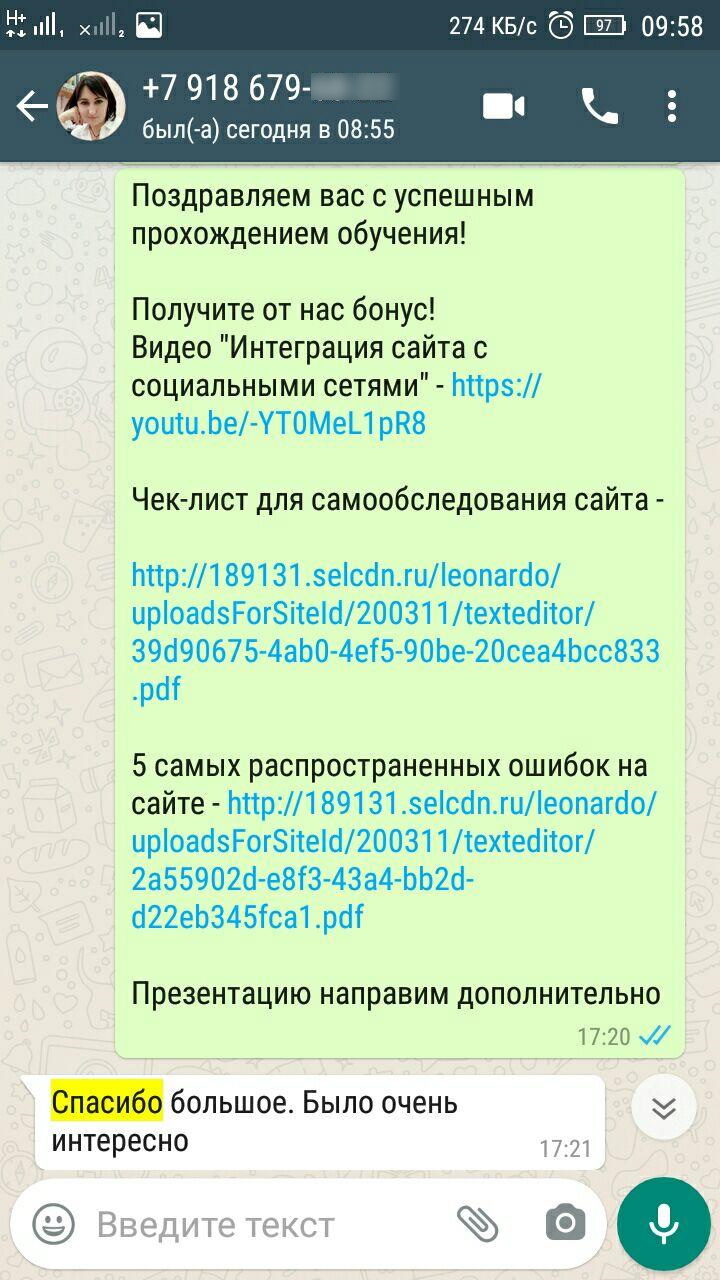 H+ 1 x 2 274 КБ/с 97 09:58
+7 918 679-
был(-а) сегодня в 08:55
Поздравляем вас с успешным
прохождением обучения!
Получите от нас бонус!
Видео "Интеграция сайта с
социальными сетями" - https://
youtu.be/-YT0MeL1pR8
Чек-лист для самообследования сайта -
http://189131.selcdn.ru/leonardo/
uploadsForSiteId/200311/texteditor/
39d90675-4ab0-4ef5-90be-20cea4bcc833
.pdf
5 самых распространенных ошибок на
сайте - http://189131.selcdn.ru/leonardo/
uploadsForSiteId/200311/texteditor/
2a55902d-e8f3-43a4-bb2d-
d22eb345fca1.pdf
Презентацию направим дополнительно
17:20
Спасибо большое. Было очень
интересно
17:21
Введите текст